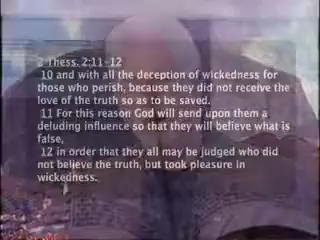 2 Thess. 2:11-12
10 and with all the deception of wickedness for
those who perish, because they did not receive the
love of the truth so as to be saved.
11 For this reason God will send upon them a
deluding influence so that they will believe what is
false,
12 in order that they all may be judged who did
not believe the truth, but took pleasure in
wickedness.